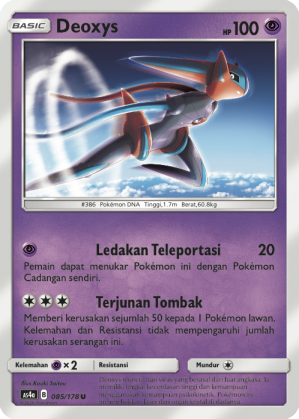 BASIC Deoxys HP 100
#386 Pokémon DNA Tinggi,1.7m Berat,60.8kg
Ledakan Teleportasi 20
Pemain dapat menukar Pokémon ini dengan Pokémon
Cadangan sendiri.
Terjunan Tombak
Memberi kerusakan sejumlah 50 kepada 1 Pokémon lawan.
Kelemahan dan Resistansi tidak mempengaruhi jumlah
kerusakan serangan ini.
Kelemahan ×2 Resistansi Mundur
AS4a B 085/178 U